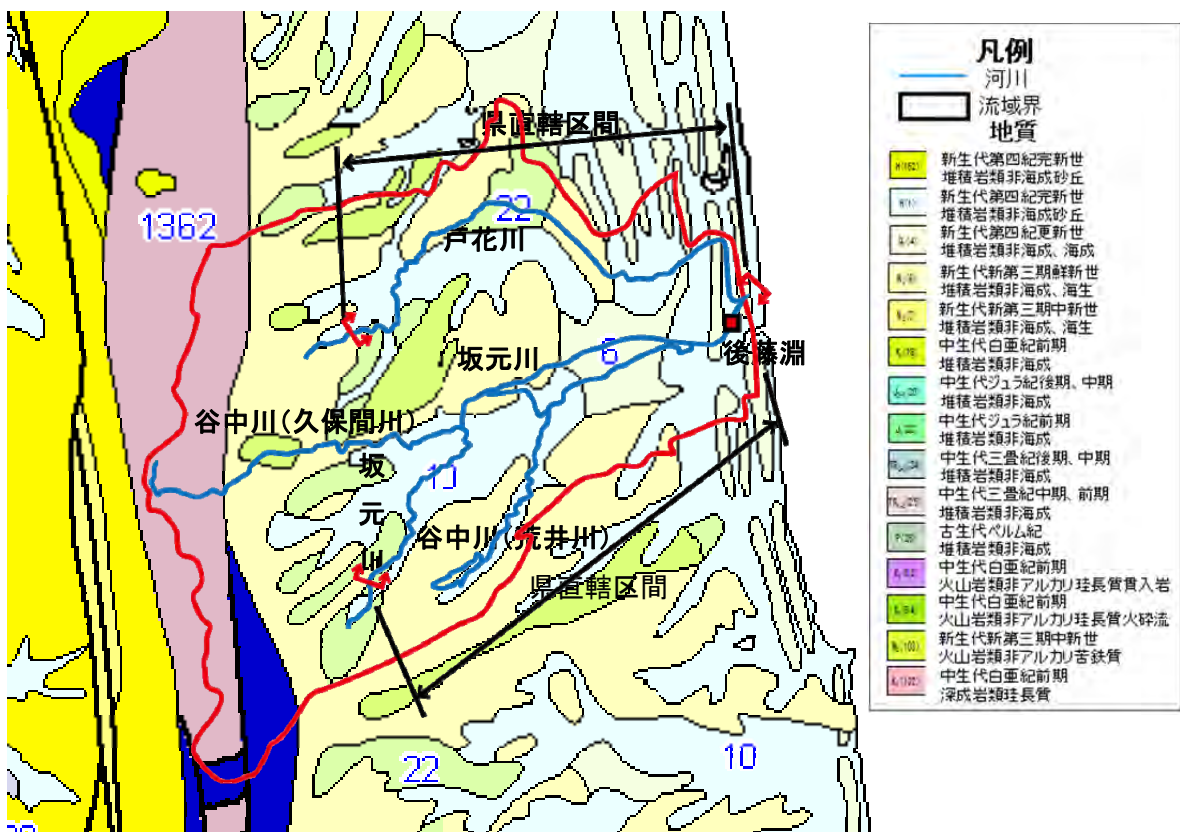 県直轄区間
1362
22
戸花川
坂元川
6
後藤淵
谷中川(久保間川)
坂元川
谷中川(荒井川)
県直轄区間
22
10
凡例
河川
流域界
地質
新生代第四紀完新世
堆積岩類非海成砂丘
新生代第四紀完新世
堆積岩類非海成砂丘
新生代第四紀更新世
堆積岩類非海成、海成
新生代新第三期鮮新世
堆積岩類非海成、海生
新生代新第三期中新世
堆積岩類非海成、海生
中生代白亜紀前期
堆積岩類非海成
中生代ジュラ紀後期、中期
堆積岩類非海成
中生代ジュラ紀前期
堆積岩類非海成
中生代三畳紀後期、中期
堆積岩類非海成
中生代三畳紀中期、前期
堆積岩類非海成
古生代ペルム紀
堆積岩類非海成
中生代白亜紀前期
火山岩類非アルカリ珪長質貫入岩
中生代白亜紀前期
火山岩類非アルカリ珪長質火砕流
新生代新第三期中新世
火山岩類非アルカリ苦鉄質
中生代白亜紀前期
深成岩類珪長質